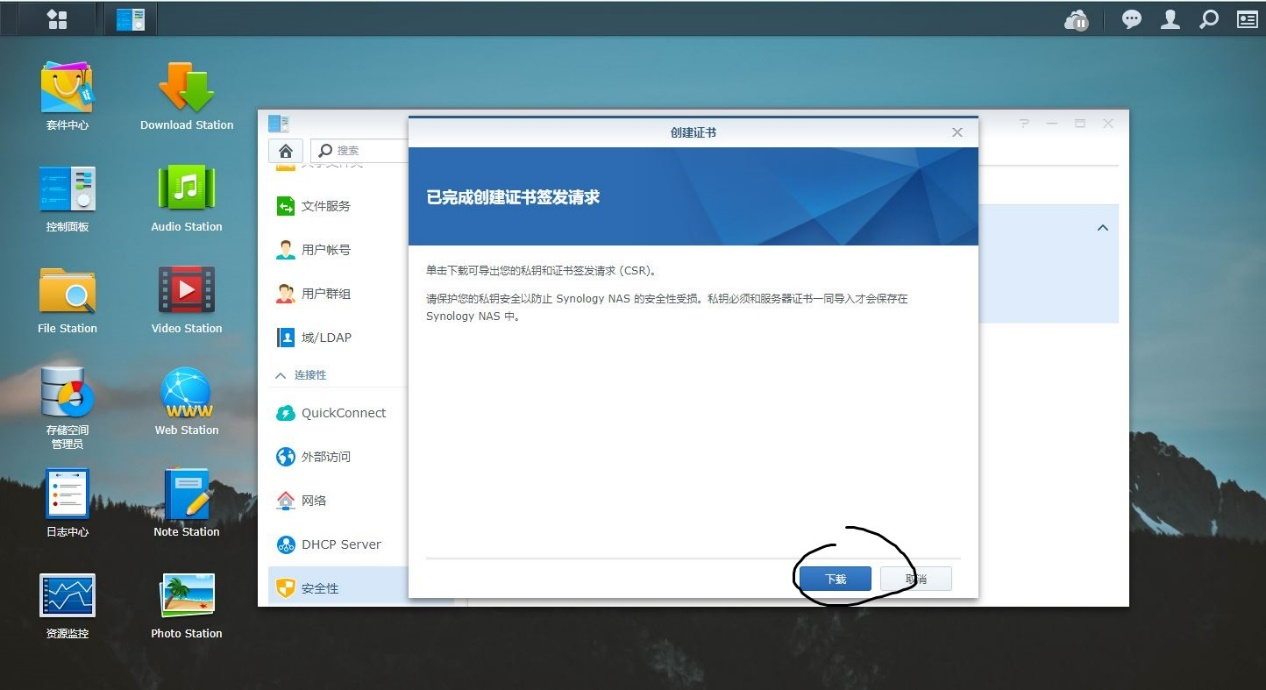 套件中心
Download Station
控制面板
Audio Station
File Station
Video Station
存储空间
管理员
WWW
Web Station
日志中心
Note Station
资源监控
Photo Station
搜索
共享文件夹
文件服务
用户帐号
用户群组
域/LDAP
连接性
QuickConnect
外部访问
网络
DHCP Server
安全性
创建证书
已完成创建证书签发请求
单击下载可导出您的私钥和证书签发请求 (CSR)。
请保护您的私钥安全以防止 Synology NAS 的安全性受损。私钥必须和服务器证书一同导入才会保存在
Synology NAS 中。
下载
取消